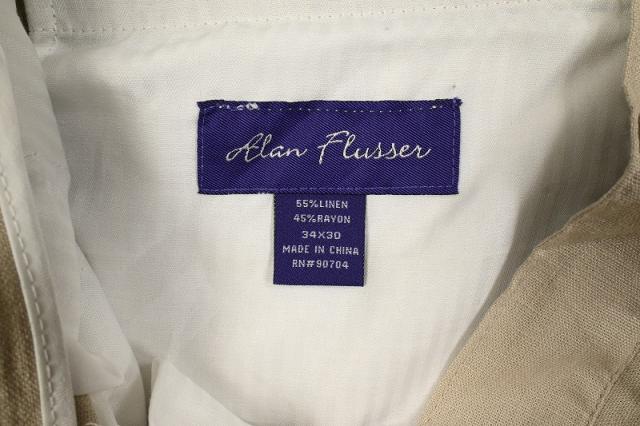 Alan Flusser
55%LINEN
45%RAYON
34X30
MADE IN CHINA
RN#90704